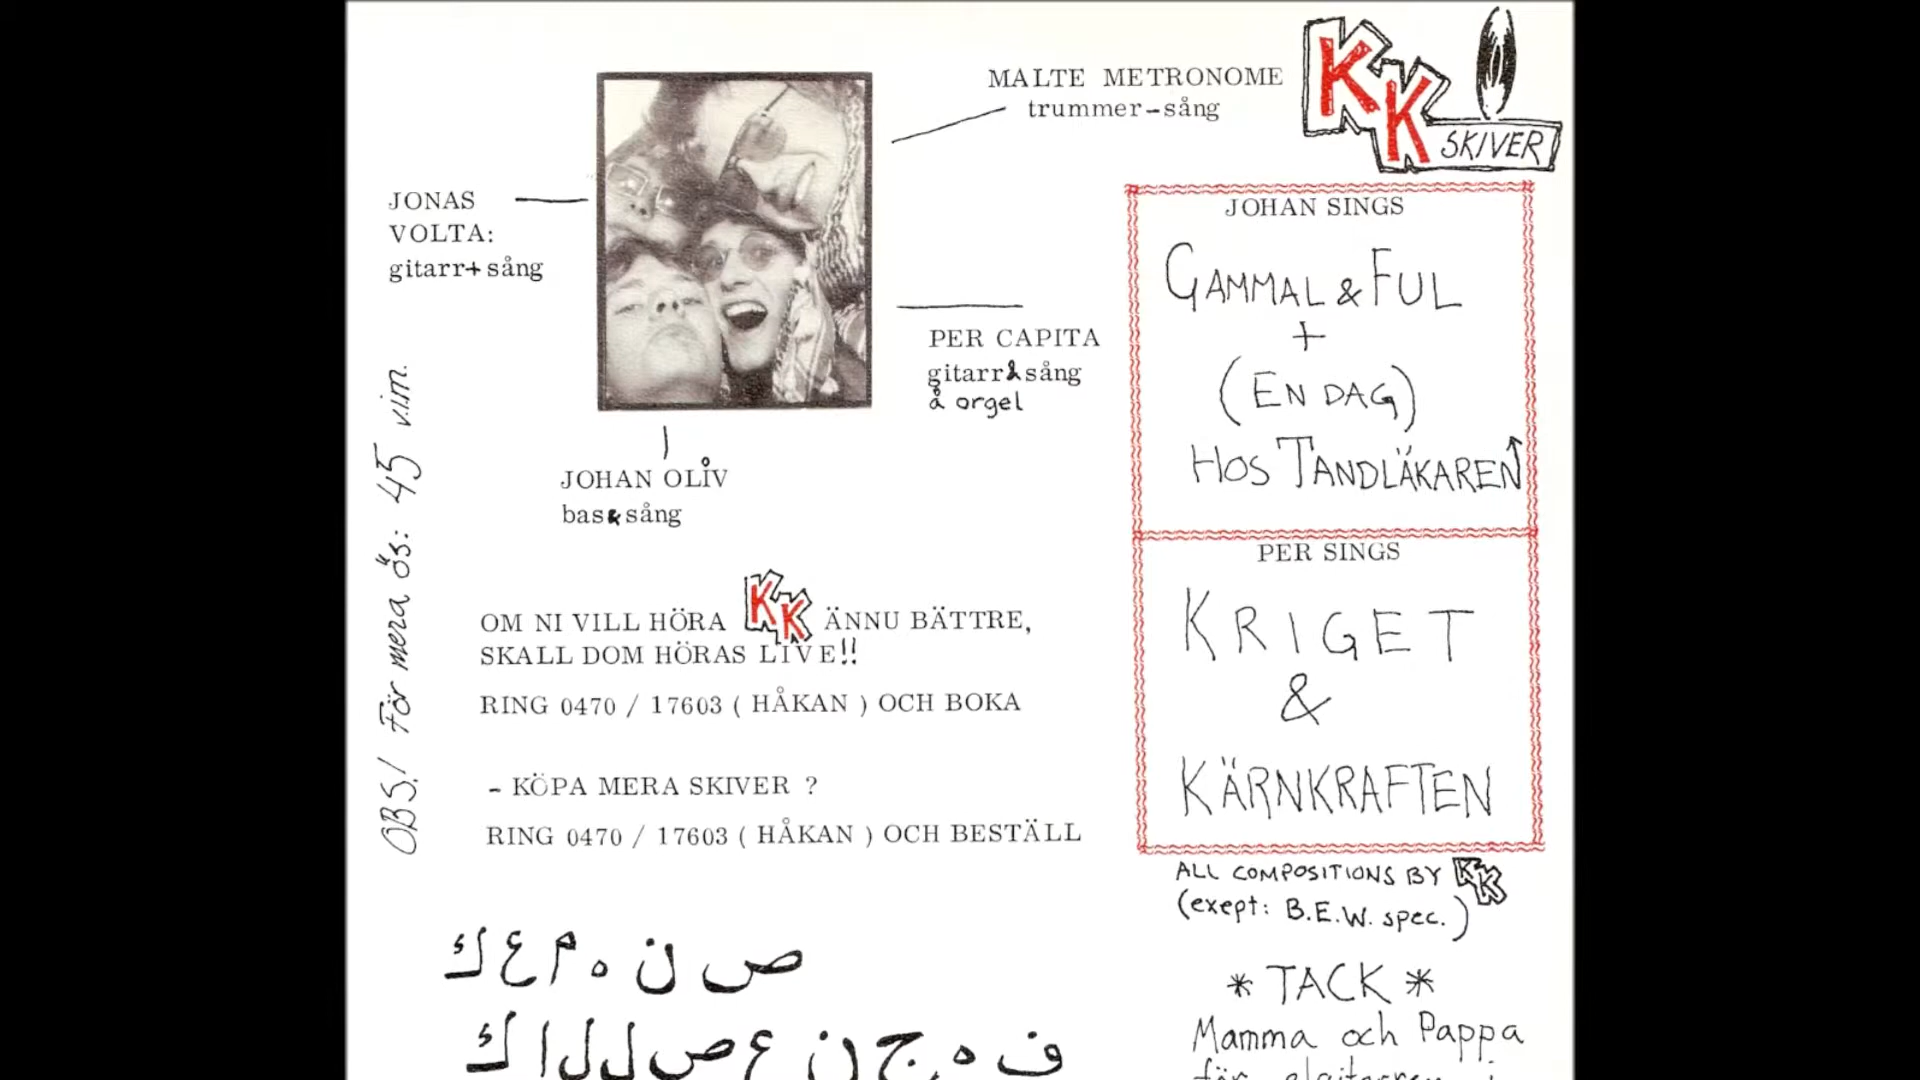 MALTE METRONOME
trummer-sång
KK
SKIVER
JONAS
VOLTA:
gitarr+sång
PER CAPITA
gitarr&sång
å orgel
JOHAN OLIV
bas&sång
OBS! För mera ös: 45 v.i.m.
JOHAN SINGS
GAMMAL & FUL
+
(EN DAG)
HOS TANDLÄKAREN
PER SINGS
KRIGET
&
KÄRNKRAFTEN
OM NI VILL HÖRA KK ÄNNU BÄTTRE,
SKALL DOM HÖRAS LIVE!!
RING 0470 / 17603 ( HÅKAN ) OCH BOKA
- KÖPA MERA SKIVER ?
RING 0470 / 17603 ( HÅKAN ) OCH BESTÄLL
ALL COMPOSITIONS BY KK
(exept: B.E.W. spec.)
* TACK *
Mamma och Pappa
för elgitarren i
ص ن ه م ع ك
ف ه ج ن ع ص ل ل ا ك